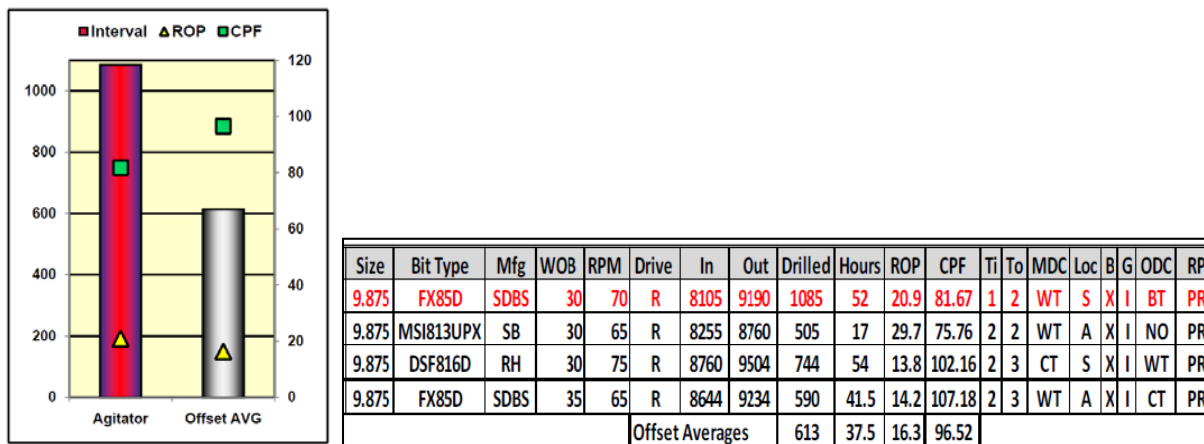 Interval ROP CPF
1000
800
600
400
200
0
120
100
80
60
40
20
0
Agitator Offset AVG
Size Bit Type Mfg WOB RPM Drive In Out Drilled Hours ROP CPF Ti To MDC Loc B G ODC RP
9.875 FX85D SDBS 30 70 R 8105 9190 1085 52 20.9 81.67 1 2 WT S X I BT PR
9.875 MSI813UPX SB 30 65 R 8255 8760 505 17 29.7 75.76 2 2 WT A X I NO PR
9.875 DSF816D RH 30 75 R 8760 9504 744 54 13.8 102.16 2 3 CT S X I WT PR
9.875 FX85D SDBS 35 65 R 8644 9234 590 41.5 14.2 107.18 2 3 WT A X I CT PR
Offset Averages 613 37.5 16.3 96.52